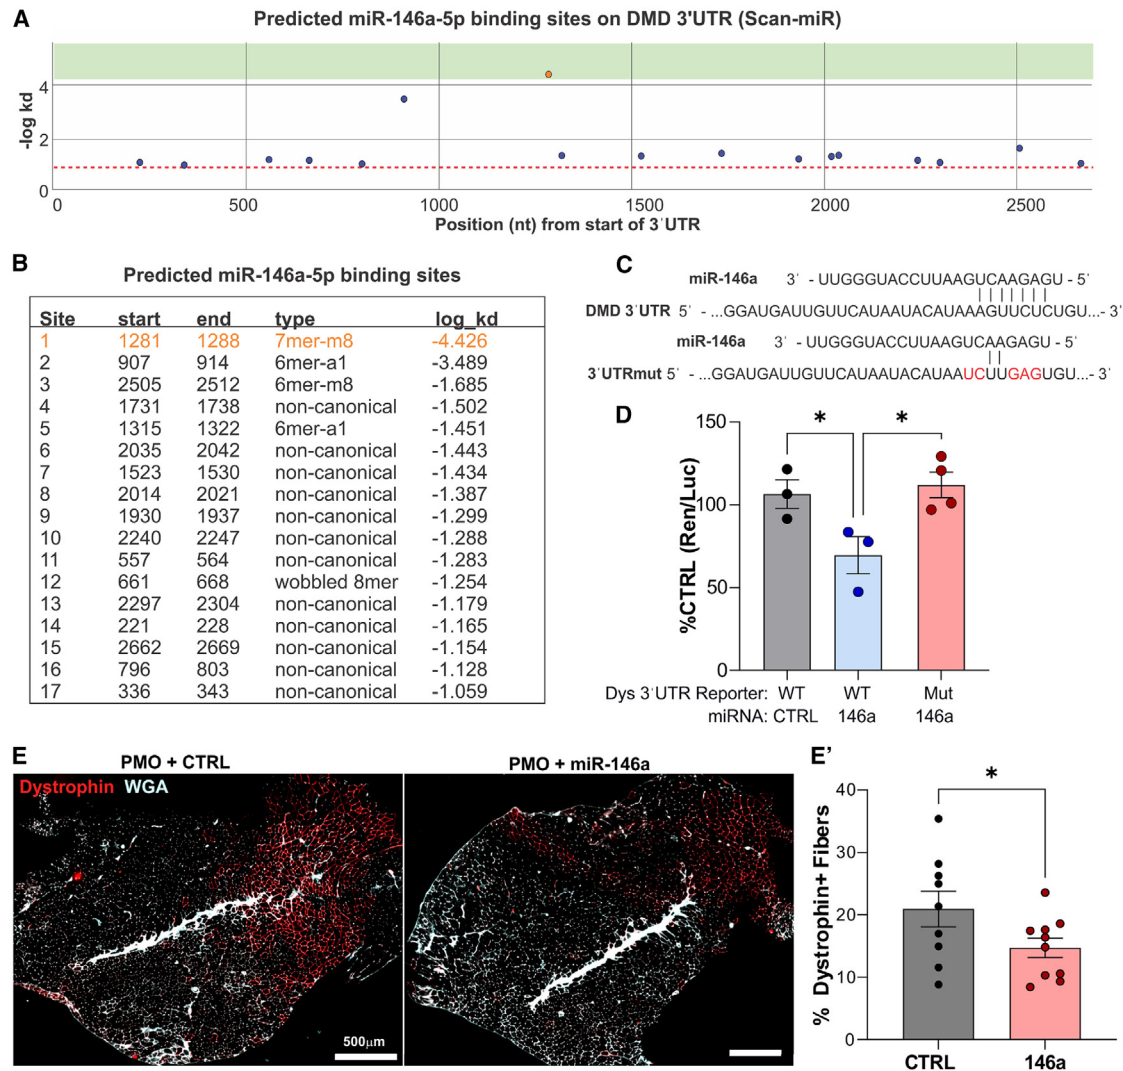 A
Predicted miR-146a-5p binding sites on DMD 3'UTR (Scan-miR)
-log kd
4
2
0
0 500 1000 1500 2000 2500
Position (nt) from start of 3'UTR
B
Predicted miR-146a-5p binding sites
Site start end type log_kd
1 1281 1288 7mer-m8 -4.426
2 907 914 6mer-a1 -3.489
3 2505 2512 6mer-m8 -1.685
4 1731 1738 non-canonical -1.502
5 1315 1322 6mer-a1 -1.451
6 2035 2042 non-canonical -1.443
7 1523 1530 non-canonical -1.434
8 2014 2021 non-canonical -1.387
9 1930 1937 non-canonical -1.299
10 2240 2247 non-canonical -1.288
11 557 564 non-canonical -1.283
12 661 668 wobbled 8mer -1.254
13 2297 2304 non-canonical -1.179
14 221 228 non-canonical -1.165
15 2662 2669 non-canonical -1.154
16 796 803 non-canonical -1.128
17 336 343 non-canonical -1.059
C
miR-146a 3' - UUGGGUACCUUAAGUCAAGAGU - 5'
DMD 3'UTR 5' - ...GGAUGAUUGUUCAUAAUACAUAAAGUUCUCUGU...- 3'
miR-146a 3' - UUGGGUACCUUAAGUCAAGAGU - 5'
3'UTRmut 5' - ...GGAUGAUUGUUCAUAAUACAUAAUCUUGAGUGU...- 3'
D
%CTRL (Ren/Luc)
150
100
50
0
* *
Dys 3'UTR Reporter: WT WT Mut
miRNA: CTRL 146a 146a
E
PMO + CTRL
Dystrophin WGA
500μm
PMO + miR-146a
E'
% Dystrophin+ Fibers
40
30
20
10
0
*
CTRL 146a